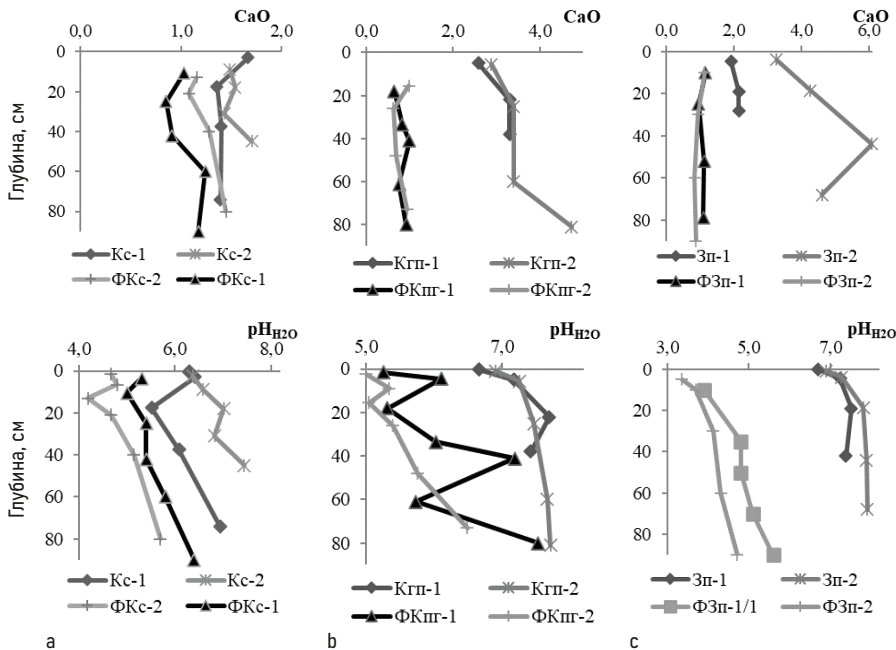 CaO
0,0 1,0 2,0
0
20
40
60
80
Глубина, см
Кс-1 Кс-2
ФКс-2 ФКс-1
CaO
0,0 2,0 4,0
0
20
40
60
80
Кгп-1 Кгп-2
ФКпг-1 ФКпг-2
CaO
0,0 2,0 4,0 6,0
0
20
40
60
80
Зп-1 Зп-2
ФЗп-1 ФЗп-2
pHH2O
4,0 6,0 8,0
0
20
40
60
80
Глубина, см
Кс-1 Кс-2
ФКс-2 ФКс-1
a
pHH2O
5,0 7,0
0
20
40
60
80
Кгп-1 Кгп-2
ФКпг-1 ФКпг-2
b
pHH2O
3,0 5,0 7,0
0
20
40
60
80
Зп-1 Зп-2
ФЗп-1/1 ФЗп-2
c